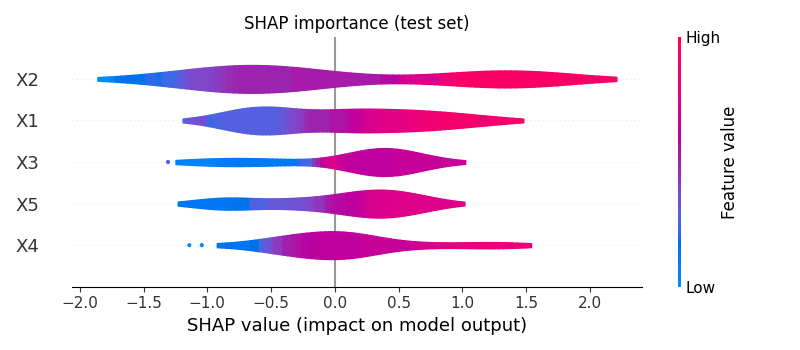 SHAP importance (test set)
High
X2
X1
X3
X5
X4
Feature value
Low
−2.0 −1.5 −1.0 −0.5 0.0 0.5 1.0 1.5 2.0
SHAP value (impact on model output)